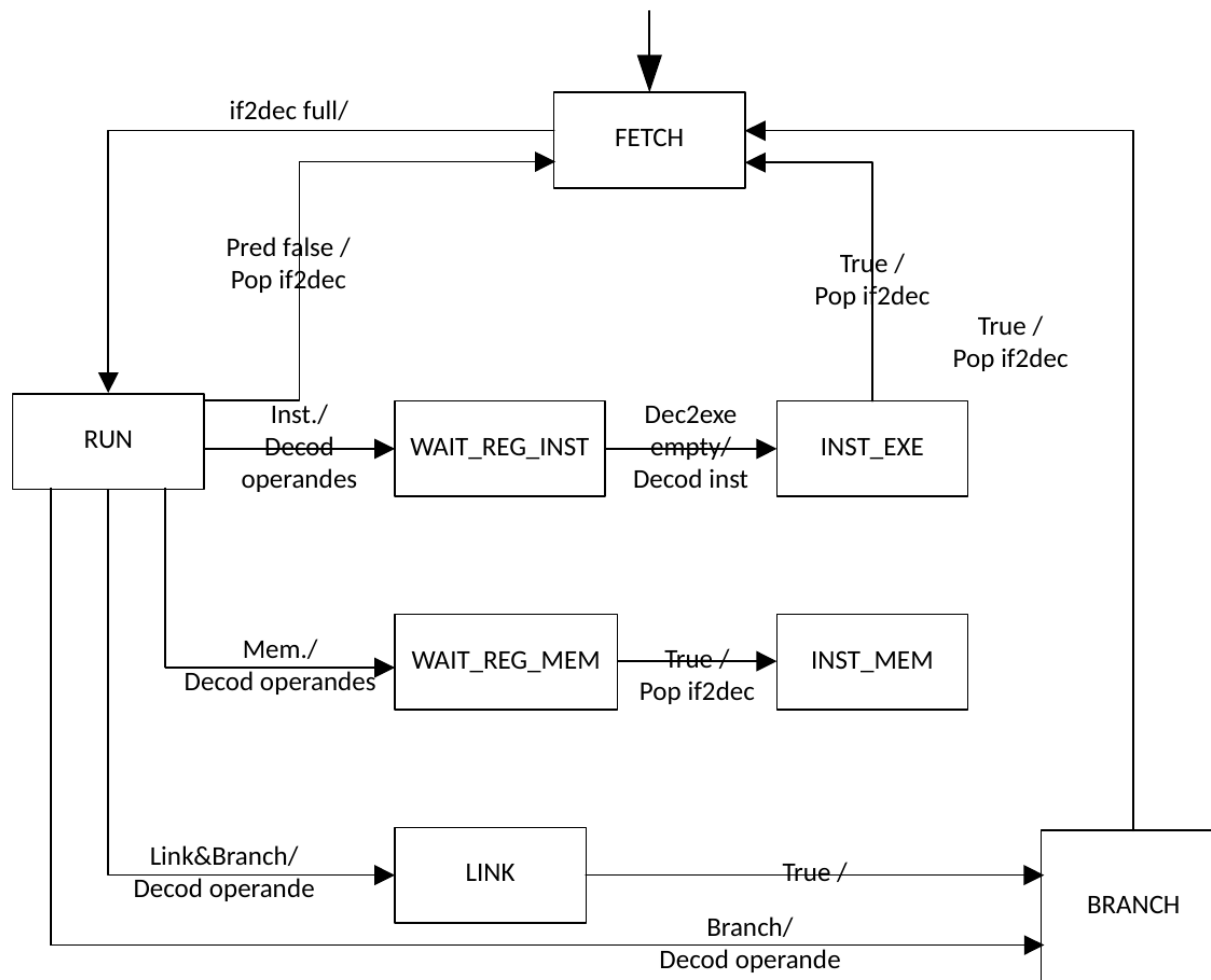 if2dec full/
FETCH
Pred false /
Pop if2dec
True /
Pop if2dec
True /
Pop if2dec
RUN
Inst./
Decod
operandes
WAIT_REG_INST
Dec2exe
empty/
Decod inst
INST_EXE
Mem./
Decod operandes
WAIT_REG_MEM
True /
Pop if2dec
INST_MEM
Link&Branch/
Decod operande
LINK
True /
BRANCH
Branch/
Decod operande